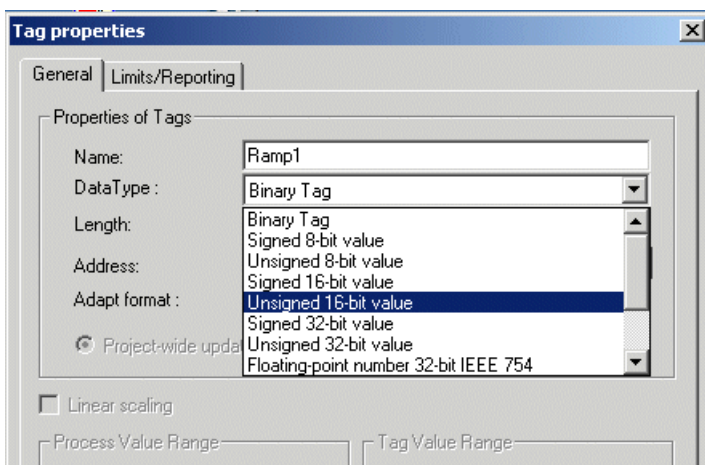 Tag properties
General Limits/Reporting
Properties of Tags
Name: Ramp1
DataType : Binary Tag
Length:
Address:
Adapt format :
Binary Tag
Signed 8-bit value
Unsigned 8-bit value
Signed 16-bit value
Unsigned 16-bit value
Signed 32-bit value
Unsigned 32-bit value
Floating-point number 32-bit IEEE 754
Project-wide
Linear scaling
Process Value Range Tag Value Range